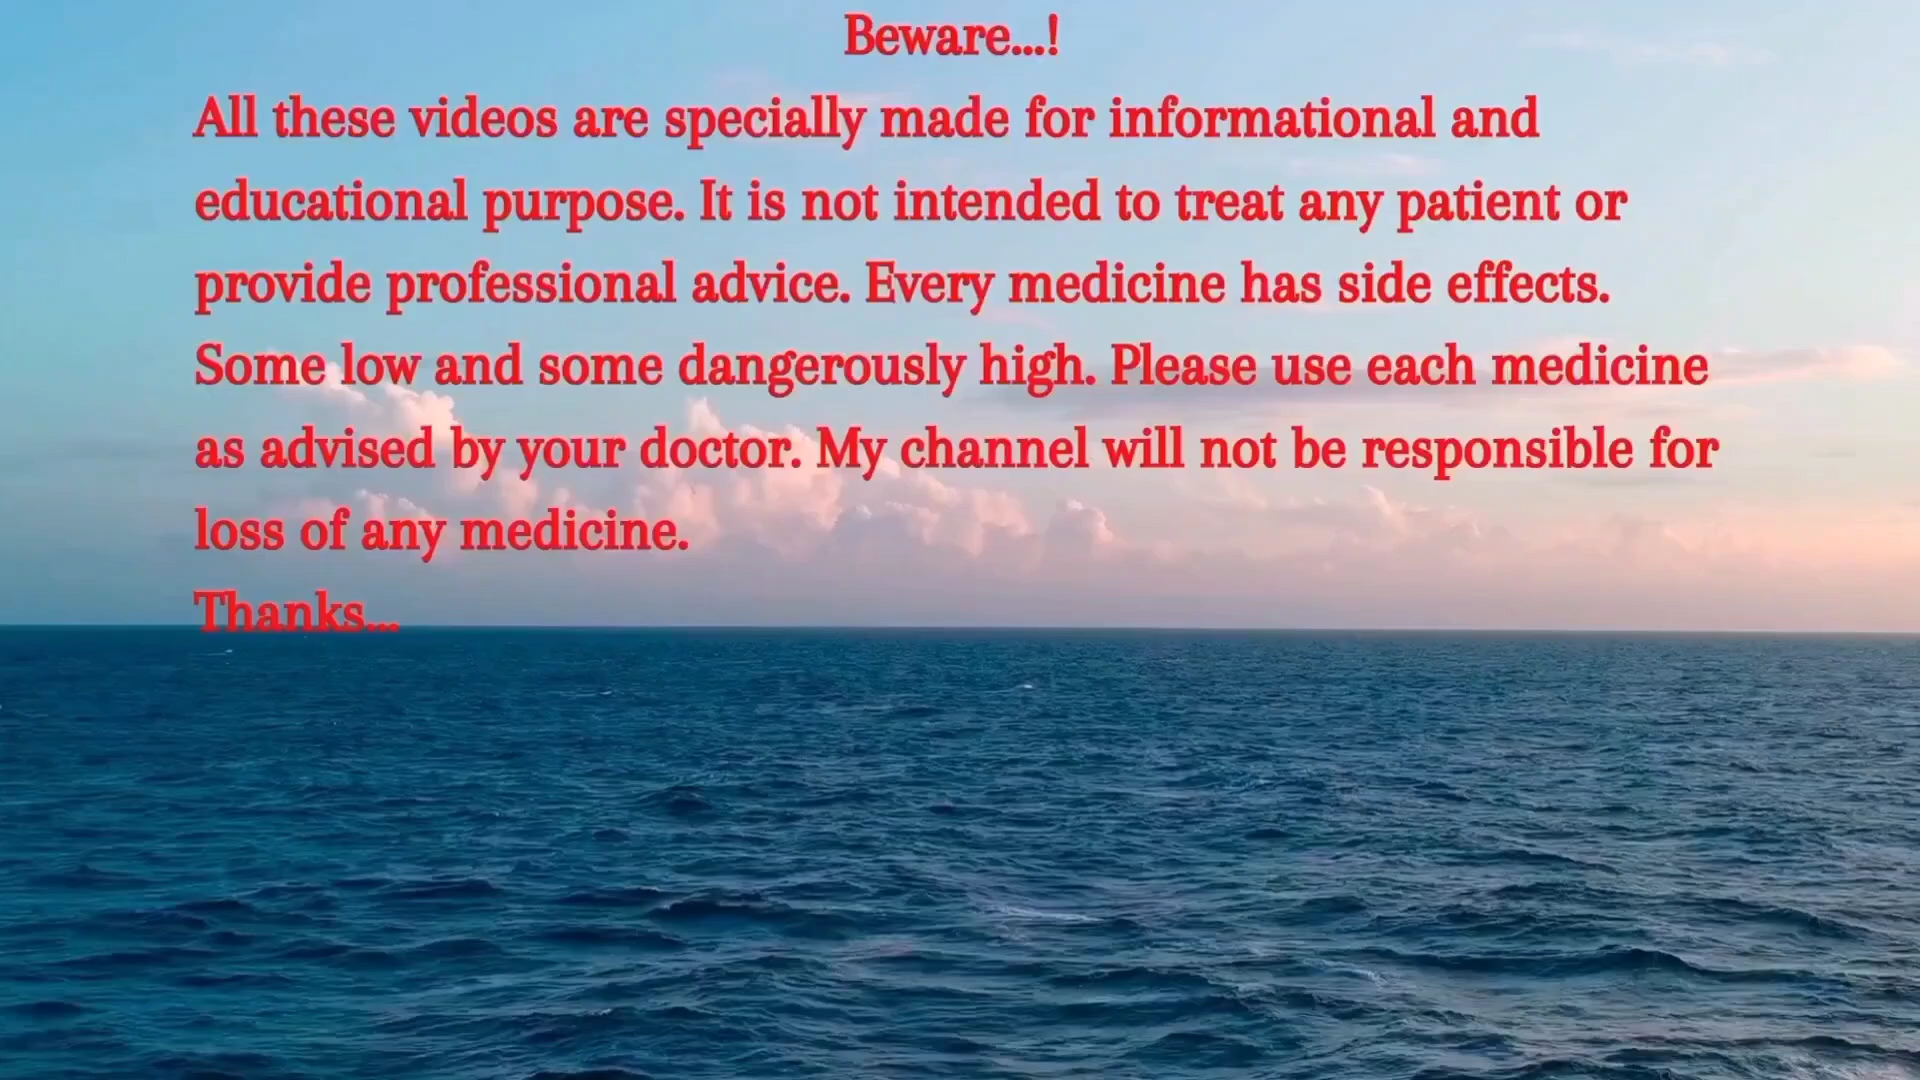 Beware...!
All these videos are specially made for informational and
educational purpose. It is not intended to treat any patient or
provide professional advice. Every medicine has side effects.
Some low and some dangerously high. Please use each medicine
as advised by your doctor. My channel will not be responsible for
loss of any medicine.
Thanks...